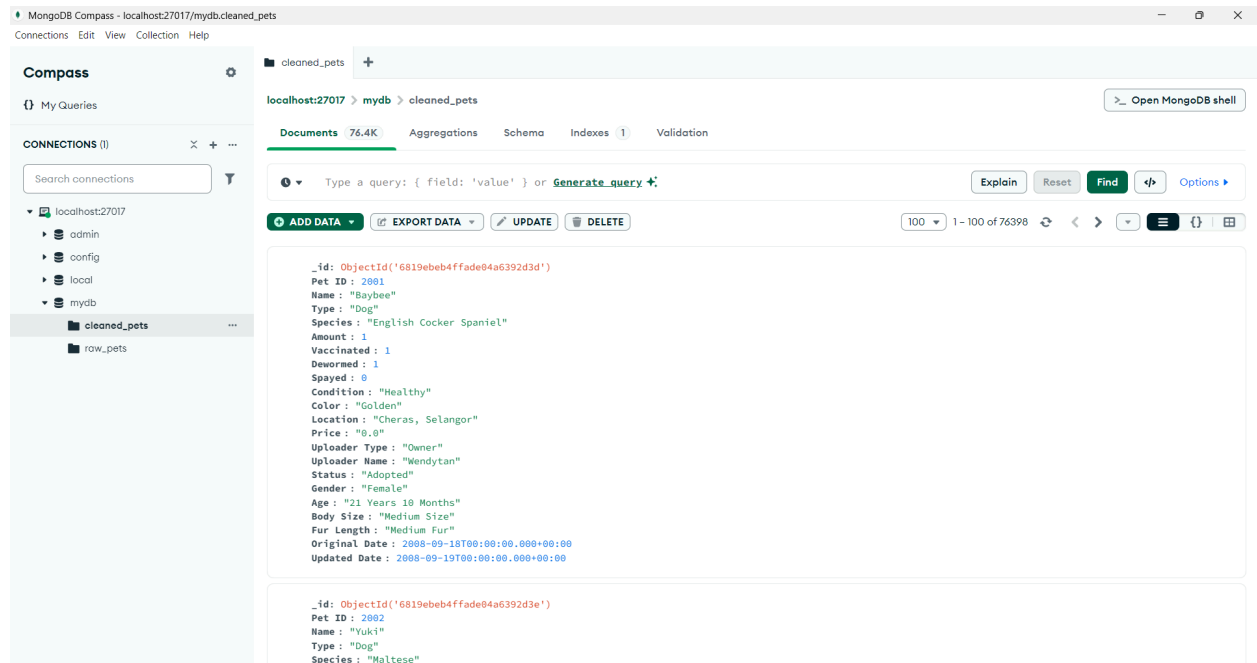 MongoDB Compass - localhost:27017/mydb.cleaned_pets
Connections Edit View Collection Help
Compass
{} My Queries
CONNECTIONS (1)
Search connections
localhost:27017
admin
config
local
mydb
cleaned_pets
raw_pets
cleaned_pets
localhost:27017 > mydb > cleaned_pets
>_ Open MongoDB shell
Documents 76.4K Aggregations Schema Indexes 1 Validation
Type a query: { field: 'value' } or Generate query
Explain Reset Find </> Options
ADD DATA EXPORT DATA UPDATE DELETE
100 1 – 100 of 76398 {}
_id: ObjectId('6819ebeb4ffade04a6392d3d')
Pet ID : 2001
Name : "Baybee"
Type : "Dog"
Species : "English Cocker Spaniel"
Amount : 1
Vaccinated : 1
Dewormed : 1
Spayed : 0
Condition : "Healthy"
Color : "Golden"
Location : "Cheras, Selangor"
Price : "0.0"
Uploader Type : "Owner"
Uploader Name : "Wendytan"
Status : "Adopted"
Gender : "Female"
Age : "21 Years 10 Months"
Body Size : "Medium Size"
Fur Length : "Medium Fur"
Original Date : 2008-09-18T00:00:00.000+00:00
Updated Date : 2008-09-19T00:00:00.000+00:00
_id: ObjectId('6819ebeb4ffade04a6392d3e')
Pet ID : 2002
Name : "Yuki"
Type : "Dog"
Species : "Maltese"